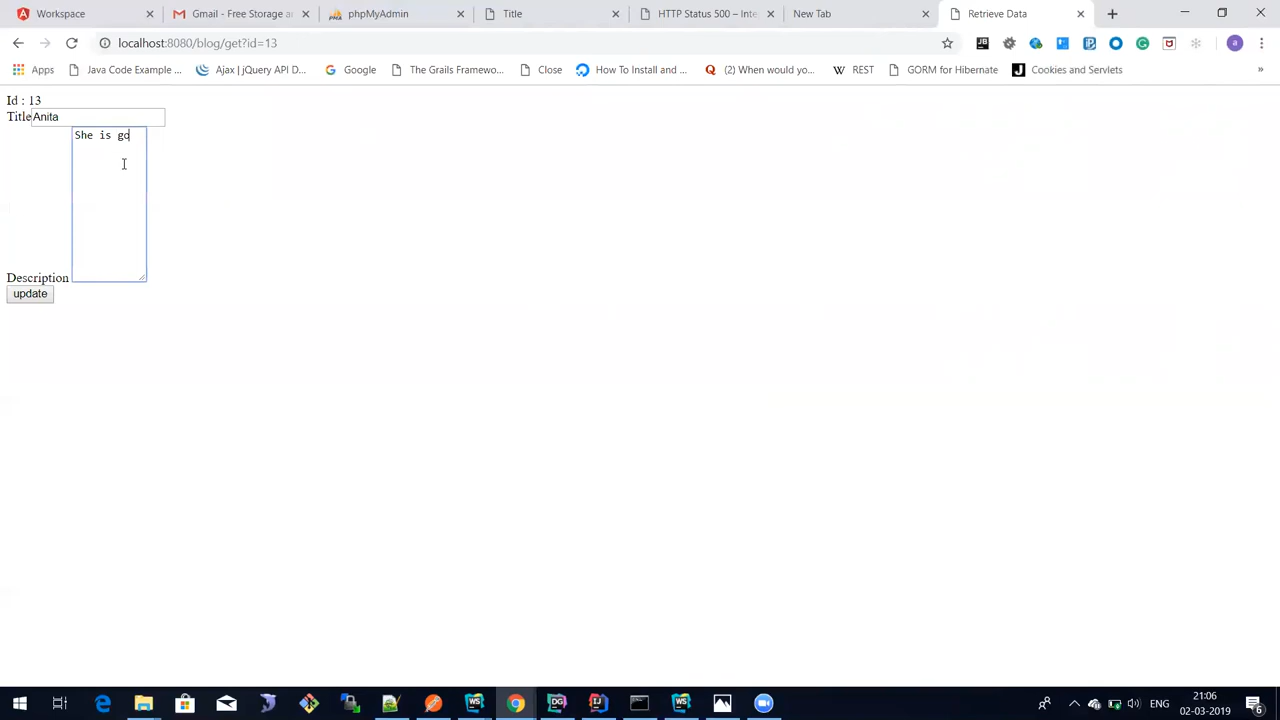 Workspace
Gmail - Free Storage a
phpMyAdmin
Title
HTTP Status 500 – Inte
New Tab
Retrieve Data
localhost:8080/blog/get?id=13
Apps
Java Code Example ...
Ajax | jQuery API D...
Google
The Grails Framewo...
Close
How To Install and ...
(2) When would yo...
REST
GORM for Hibernate
Cookies and Servlets
»
Id : 13
Title Anita
She is go
Description
update
ENG
21:06
02-03-2019
6